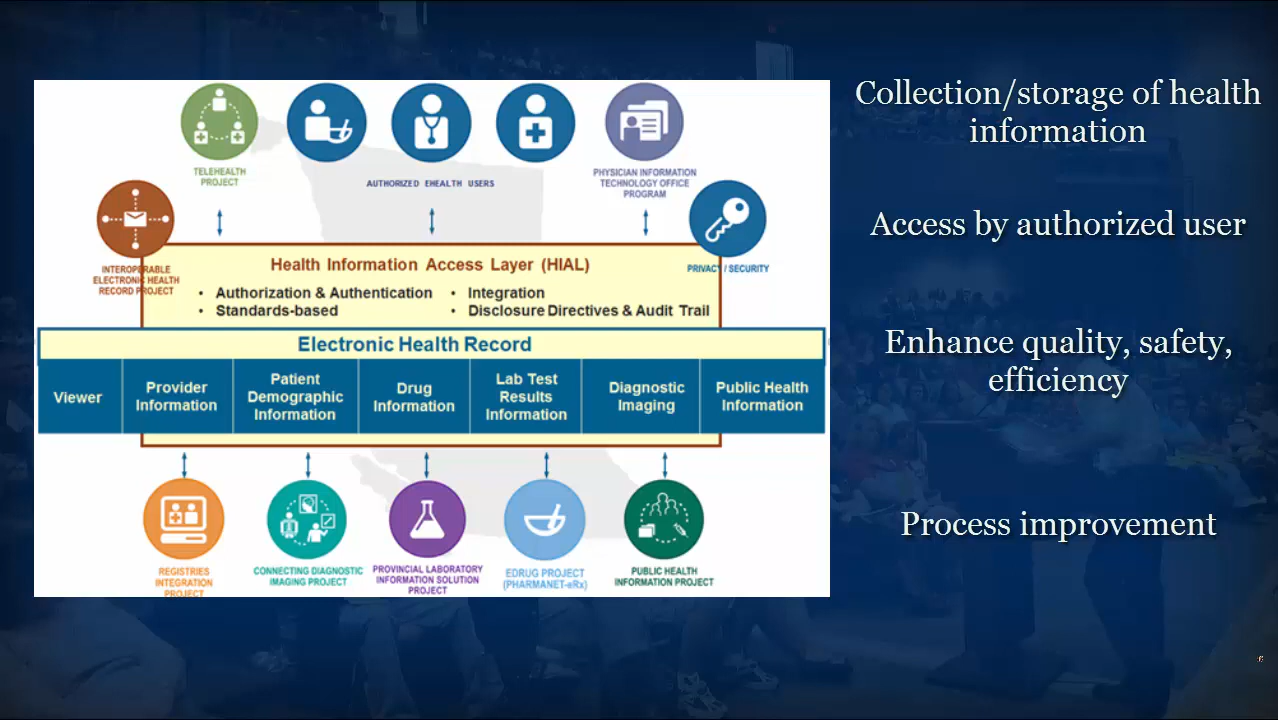 Collection/storage of health
information
Access by authorized user
Enhance quality, safety,
efficiency
Process improvement
TELEHEALTH
PROJECT
AUTHORIZED EHEALTH USERS
PHYSICIAN INFORMATION
TECHNOLOGY OFFICE
PROGRAM
INTEROPERABLE
ELECTRONIC HEALTH
RECORD PROJECT
PRIVACY / SECURITY
Health Information Access Layer (HIAL)
• Authorization & Authentication
• Standards-based
• Integration
• Disclosure Directives & Audit Trail
Electronic Health Record
Viewer
Provider
Information
Patient
Demographic
Information
Drug
Information
Lab Test
Results
Information
Diagnostic
Imaging
Public Health
Information
REGISTRIES
INTEGRATION
PROJECT
CONNECTING DIAGNOSTIC
IMAGING PROJECT
PROVINCIAL LABORATORY
INFORMATION SOLUTION
PROJECT
EDRUG PROJECT
(PHARMANET-eRx)
PUBLIC HEALTH
INFORMATION PROJECT